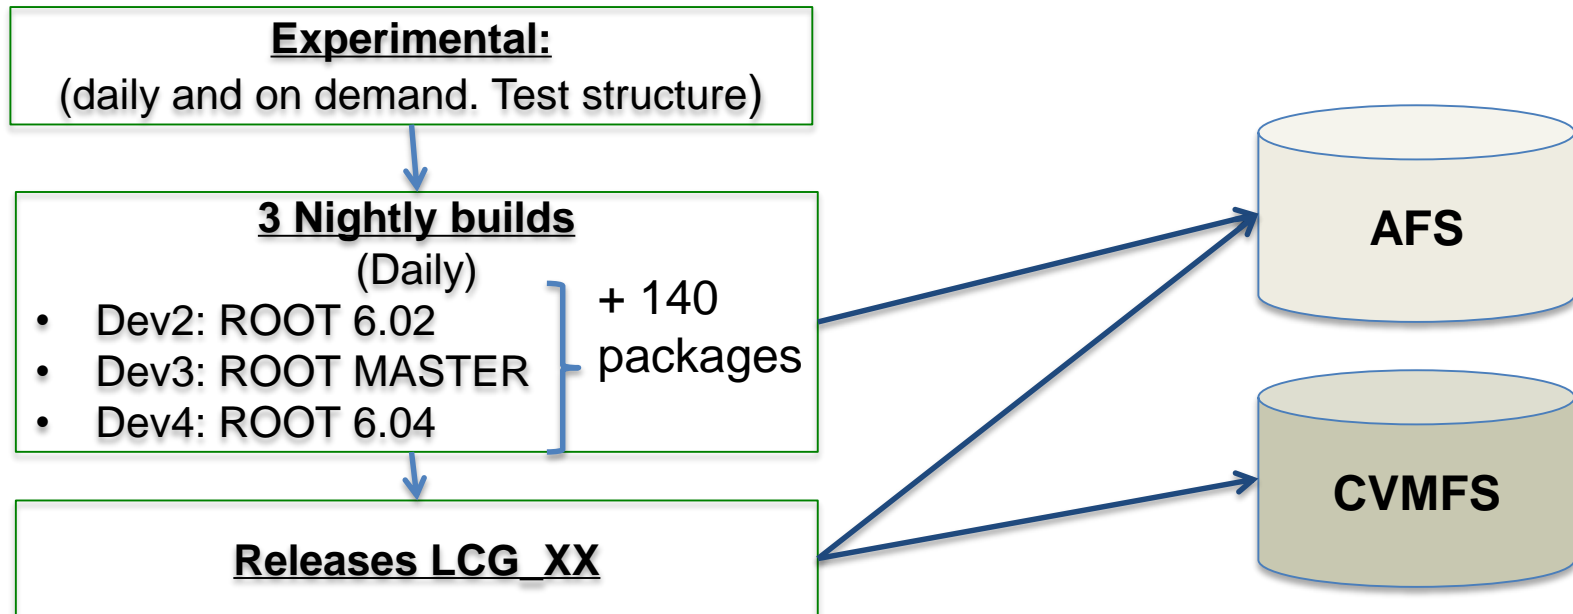 Experimental:
(daily and on demand. Test structure)
3 Nightly builds
(Daily)
• Dev2: ROOT 6.02
• Dev3: ROOT MASTER
• Dev4: ROOT 6.04
+ 140
packages
Releases LCG_XX
AFS
CVMFS